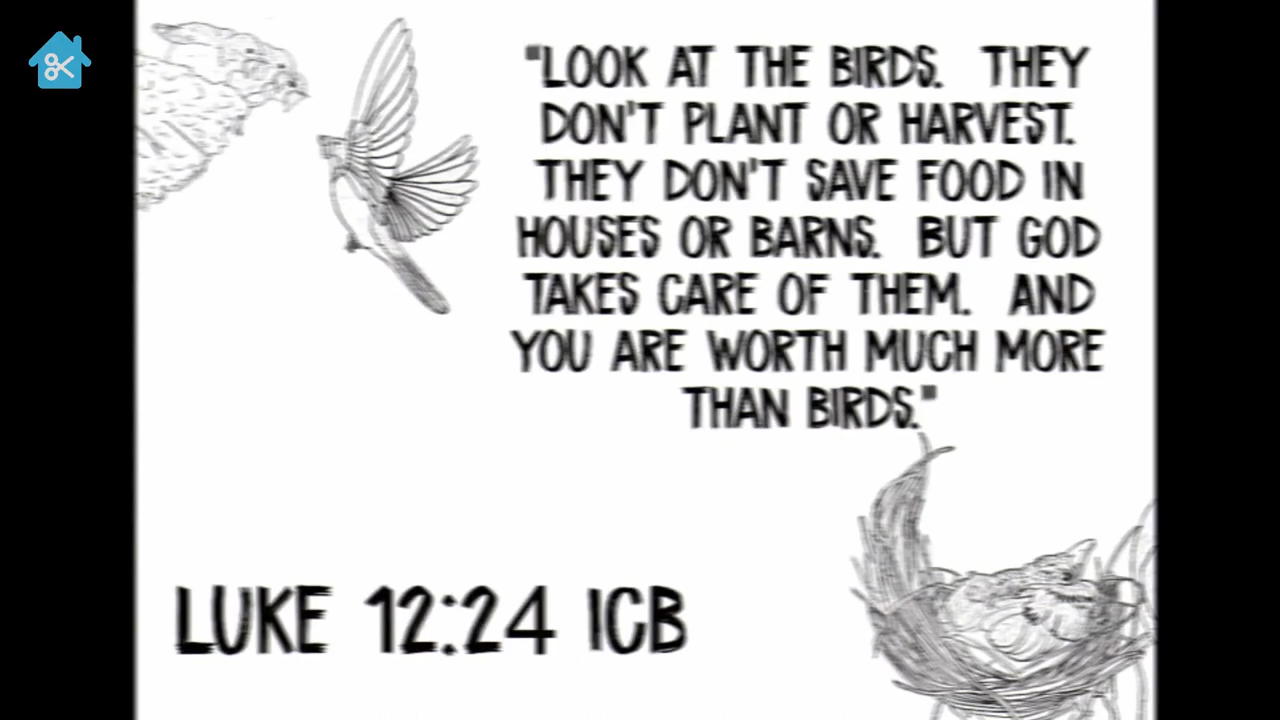 "LOOK AT THE BIRDS. THEY
DON'T PLANT OR HARVEST.
THEY DON'T SAVE FOOD IN
HOUSES OR BARNS. BUT GOD
TAKES CARE OF THEM. AND
YOU ARE WORTH MUCH MORE
THAN BIRDS."
LUKE 12:24 ICB